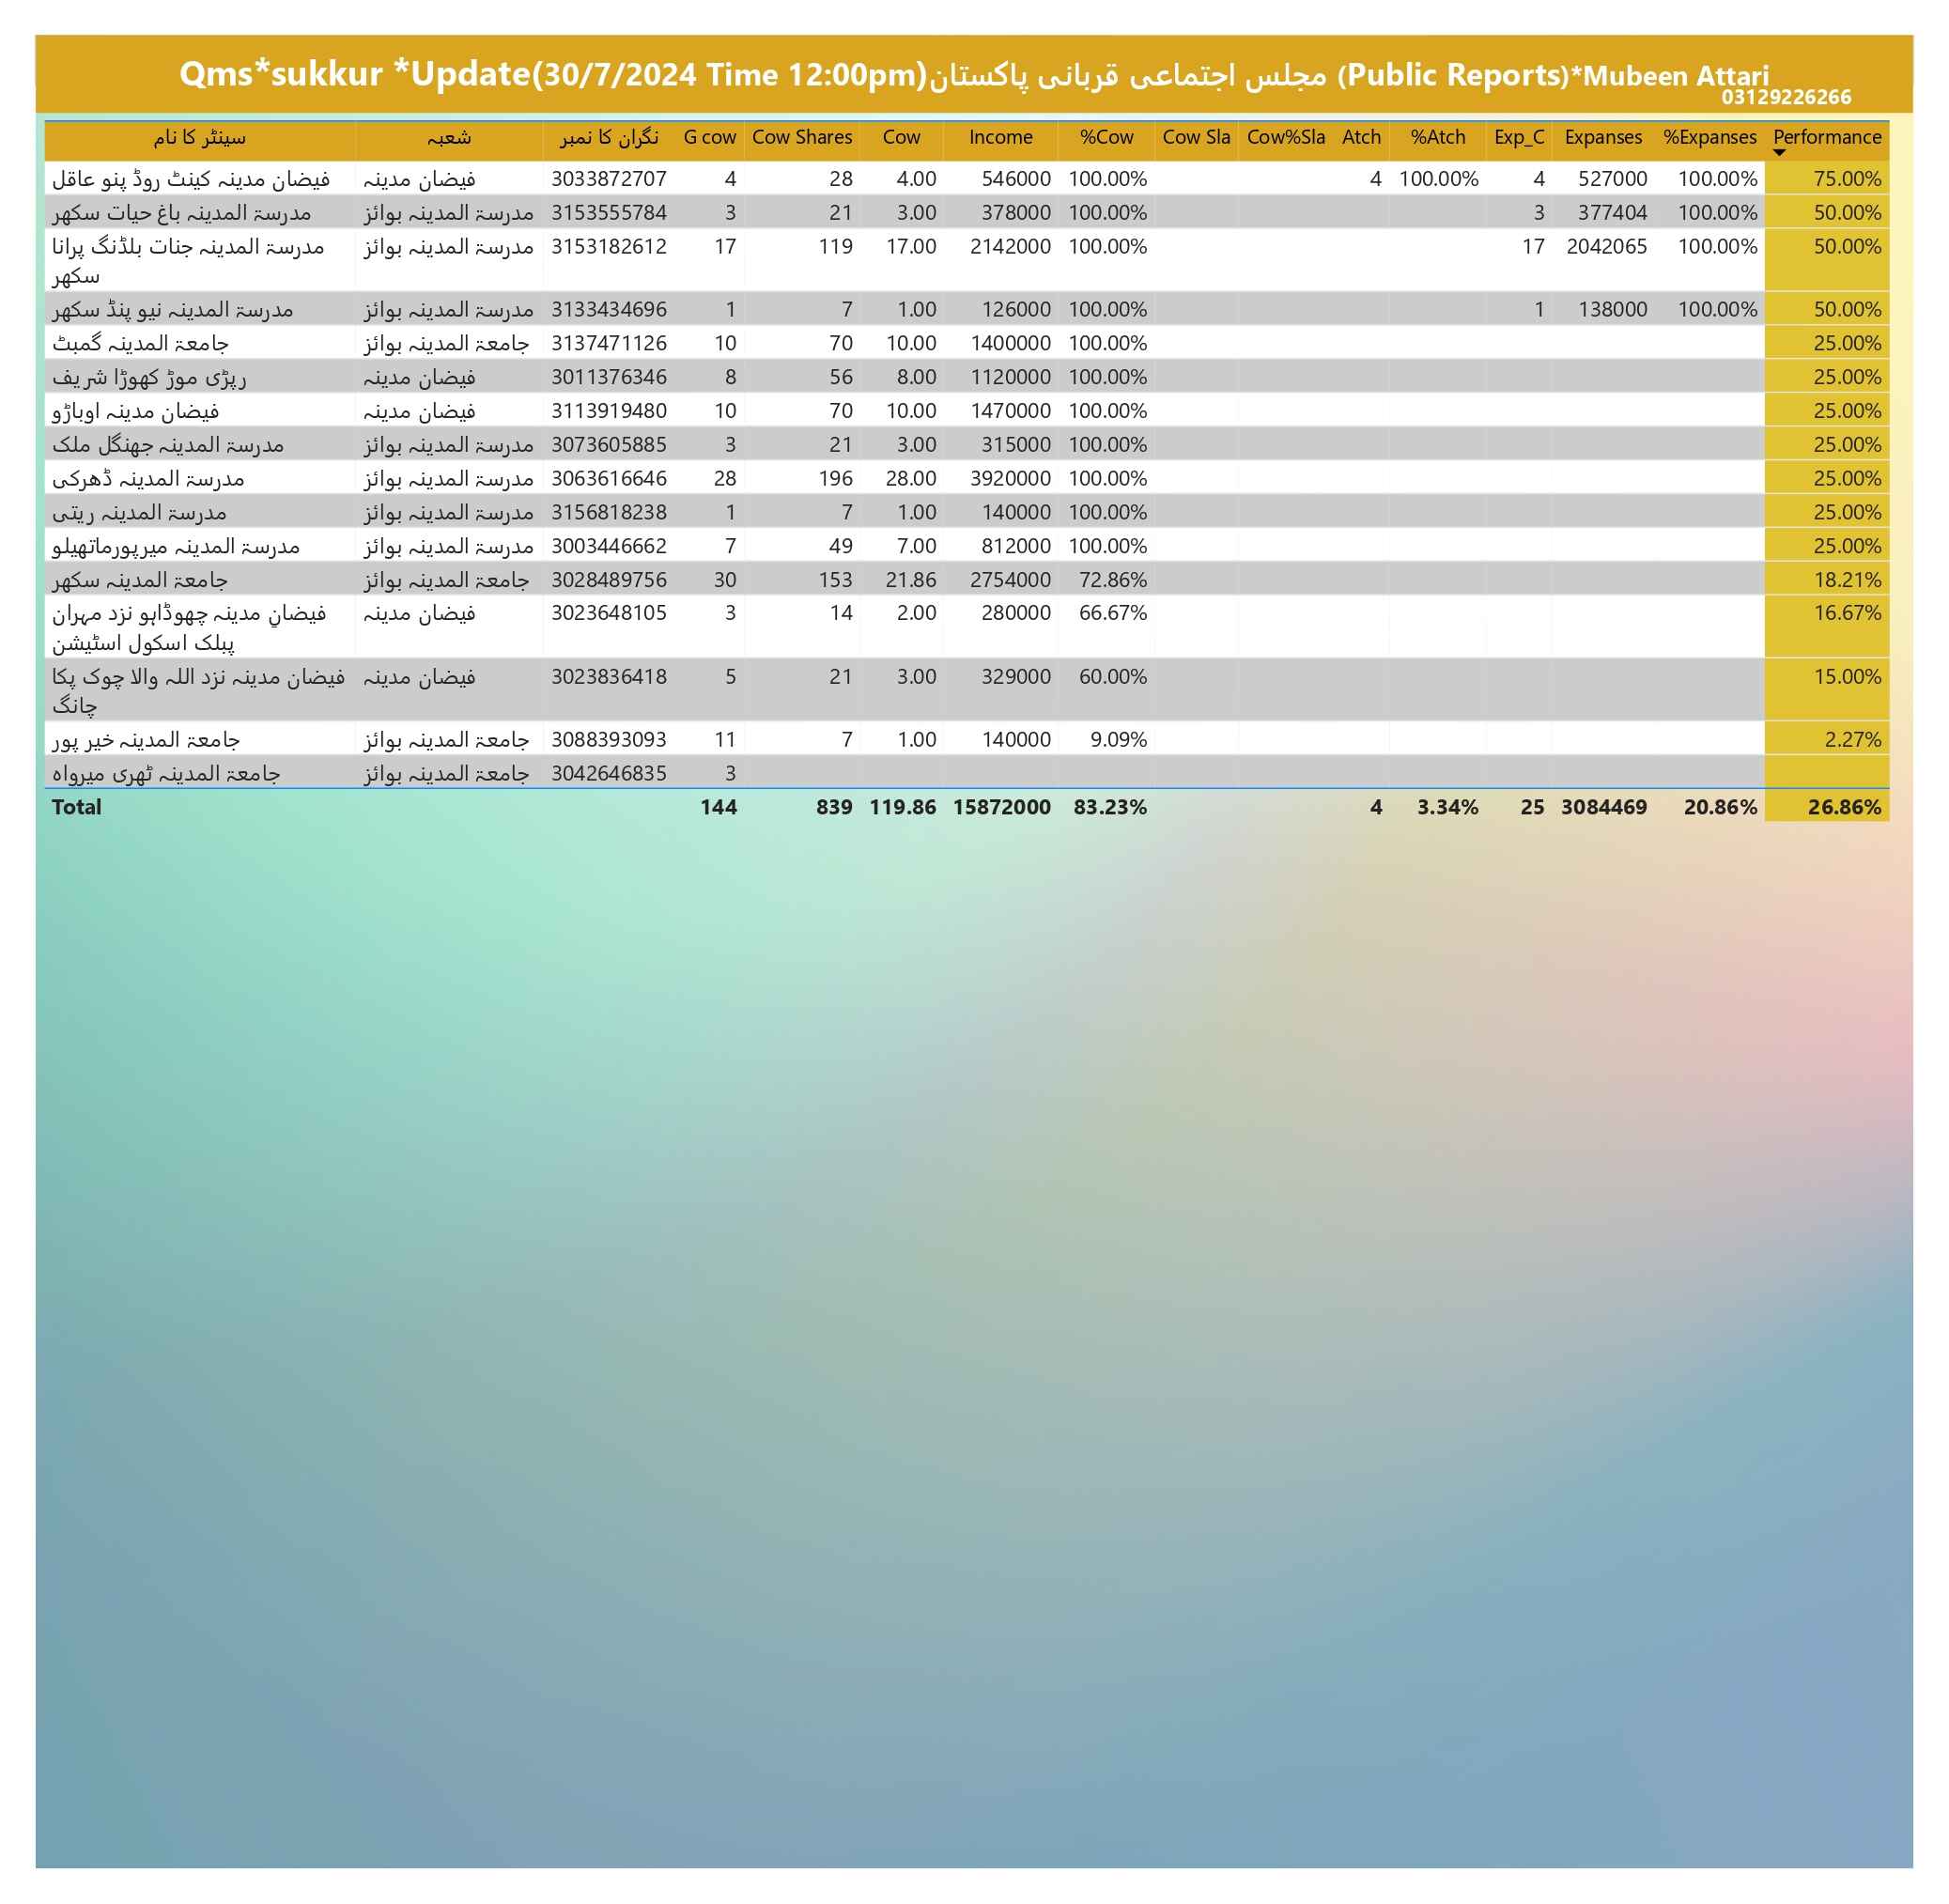 Qms*sukkur *Update(30/7/2024 Time 12:00pm)مجلس اجتماعی قربانی پاکستان (Public Reports)*Mubeen Attari
03129226266
سینٹر کا نام شعبہ نگران کا نمبر G cow Cow Shares Cow Income %Cow Cow Sla Cow%Sla Atch %Atch Exp_C Expanses %Expanses Performance
فیضان مدینہ کینٹ روڈ پنو عاقل فیضان مدینہ 3033872707 4 28 4.00 546000 100.00% 4 100.00% 4 527000 100.00% 75.00%
مدرسۃ المدینہ باغ حیات سکھر مدرسۃ المدینہ بوائز 3153555784 3 21 3.00 378000 100.00% 3 377404 100.00% 50.00%
مدرسۃ المدینہ جنات بلڈنگ پرانا مدرسۃ المدینہ بوائز 3153182612 17 119 17.00 2142000 100.00% 17 2042065 100.00% 50.00%
سکھر
مدرسۃ المدینہ نیو پنڈ سکھر مدرسۃ المدینہ بوائز 3133434696 1 7 1.00 126000 100.00% 1 138000 100.00% 50.00%
جامعۃ المدینہ گمبٹ جامعۃ المدینہ بوائز 3137471126 10 70 10.00 1400000 100.00% 25.00%
رپڑی موڑ کھوڑا شریف فیضان مدینہ 3011376346 8 56 8.00 1120000 100.00% 25.00%
فیضان مدینہ اوباڑو فیضان مدینہ 3113919480 10 70 10.00 1470000 100.00% 25.00%
مدرسۃ المدینہ جھنگل ملک مدرسۃ المدینہ بوائز 3073605885 3 21 3.00 315000 100.00% 25.00%
مدرسۃ المدینہ ڈھرکی مدرسۃ المدینہ بوائز 3063616646 28 196 28.00 3920000 100.00% 25.00%
مدرسۃ المدینہ ریتی مدرسۃ المدینہ بوائز 3156818238 1 7 1.00 140000 100.00% 25.00%
مدرسۃ المدینہ میرپورماتھیلو مدرسۃ المدینہ بوائز 3003446662 7 49 7.00 812000 100.00% 25.00%
جامعۃ المدینہ سکھر جامعۃ المدینہ بوائز 3028489756 30 153 21.86 2754000 72.86% 18.21%
فیضانِ مدینہ چھوڈاہو نزد مہران فیضان مدینہ 3023648105 3 14 2.00 280000 66.67% 16.67%
پبلک اسکول اسٹیشن
فیضان مدینہ نزد اللہ والا چوک پکا فیضان مدینہ 3023836418 5 21 3.00 329000 60.00% 15.00%
چانگ
جامعۃ المدینہ خیر پور جامعۃ المدینہ بوائز 3088393093 11 7 1.00 140000 9.09% 2.27%
جامعۃ المدینہ ٹھری میرواہ جامعۃ المدینہ بوائز 3042646835 3
Total 144 839 119.86 15872000 83.23% 4 3.34% 25 3084469 20.86% 26.86%